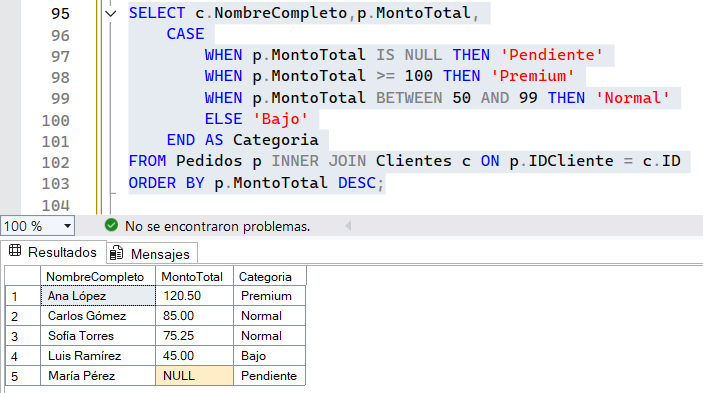 95 SELECT c.NombreCompleto,p.MontoTotal,
96 CASE
97 WHEN p.MontoTotal IS NULL THEN 'Pendiente'
98 WHEN p.MontoTotal >= 100 THEN 'Premium'
99 WHEN p.MontoTotal BETWEEN 50 AND 99 THEN 'Normal'
100 ELSE 'Bajo'
101 END AS Categoria
102 FROM Pedidos p INNER JOIN Clientes c ON p.IDCliente = c.ID
103 ORDER BY p.MontoTotal DESC;
104
100 % No se encontraron problemas.
Resultados Mensajes
NombreCompleto MontoTotal Categoria
1 Ana López 120.50 Premium
2 Carlos Gómez 85.00 Normal
3 Sofía Torres 75.25 Normal
4 Luis Ramírez 45.00 Bajo
5 María Pérez NULL Pendiente